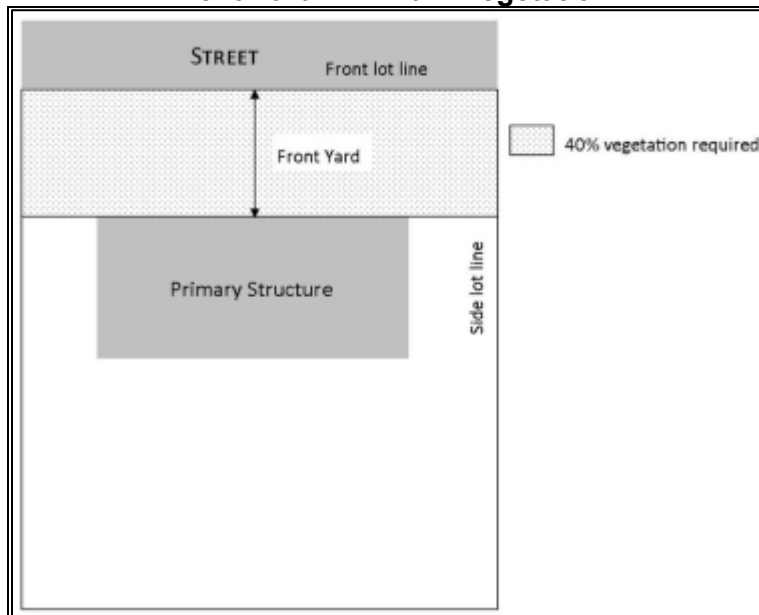 STREET
Front lot line
Front Yard
40% vegetation required
Primary Structure
Side lot line